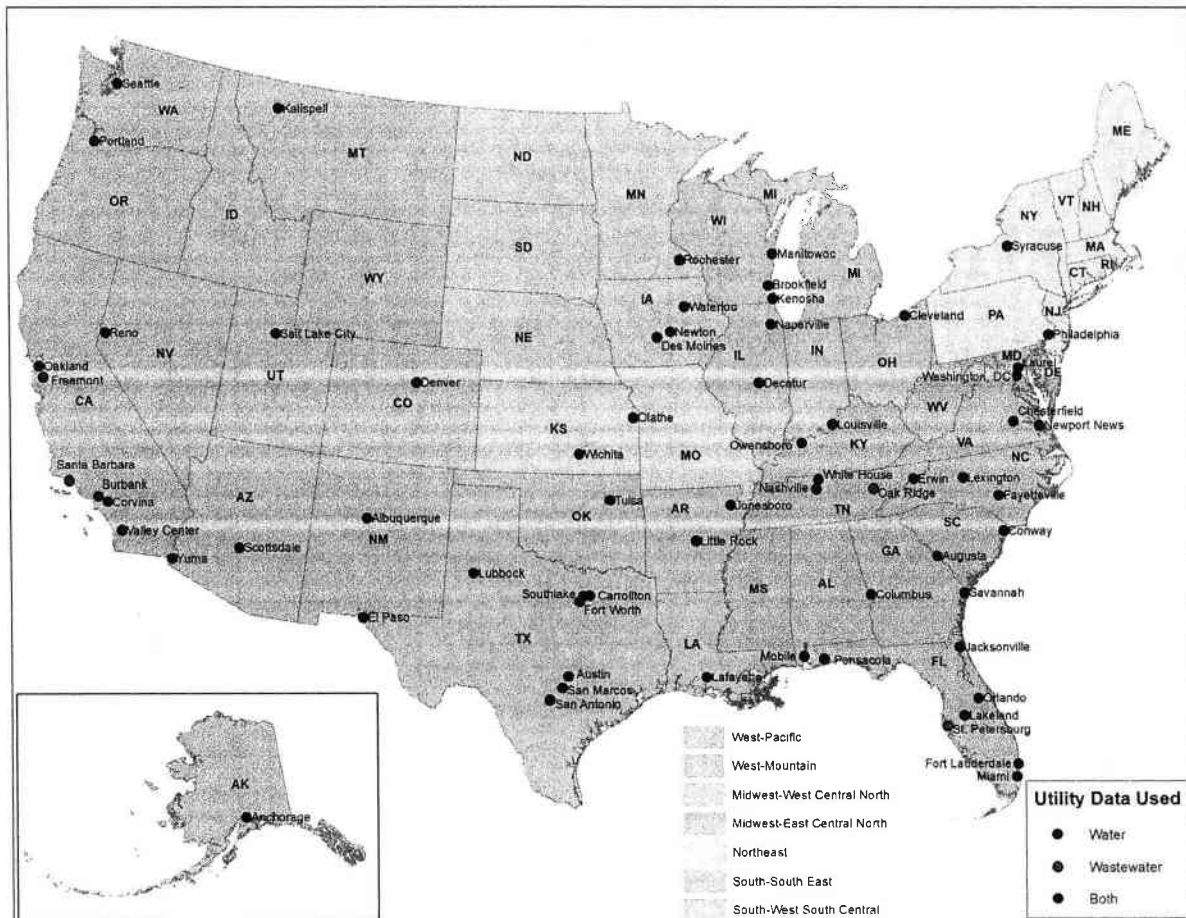 Seattle
WA
Kalispell
ME
Portland
MT
ND
MN
MI
VT
NH
OR
ID
WI
NY
SD
Syracuse
MA
WY
Rochester
Manitowoc
MI
CT
RI
Brookfield
IA
Waterloo
Kenosha
Cleveland
PA
NJ
Reno
Salt Lake City
NE
Newton
Naperville
Philadelphia
Des Moines
NV
IL
IN
OH
MD
Laurel
Oakland
UT
Washington, DC
DE
Freamont
Denver
Decatur
CA
CO
WV
Olathe
Chesterfield
KS
Louisville
Newport News
Owensboro
KY
VA
Wichita
MO
NC
Santa Barbara
White House
Erwin
Lexington
Burbank
Nashville
Oak Ridge
Fayetteville
Corvina
AZ
Tulsa
Jonesboro
OK
AR
TN
Albuquerque
SC
Valley Center
NM
Little Rock
Conway
Scottsdale
GA
Yuma
Augusta
Lubbock
MS
AL
Southlake
Carrollton
Columbus
Savannah
Fort Worth
El Paso
TX
LA
Jacksonville
Mobile
Pensacola
FL
Austin
Lafayette
San Marcos
Orlando
San Antonio
Lakeland
St. Petersburg
Fort Lauderdale
Miami
AK
Anchorage
West-Pacific
West-Mountain
Midwest-West Central North
Midwest-East Central North
Northeast
South-South East
South-West South Central
Utility Data Used
Water
Wastewater
Both